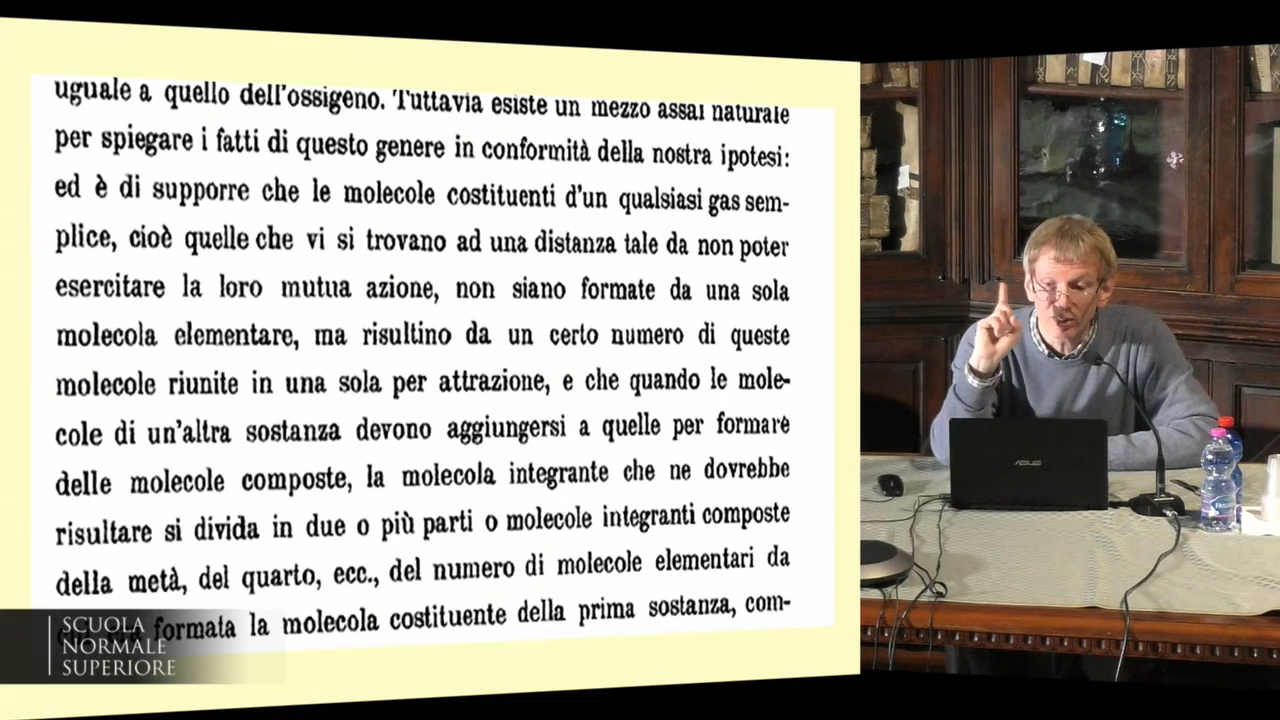 uguale a quello dell'ossigeno. Tuttavia esiste un mezzo assai naturale
per spiegare i fatti di questo genere in conformità della nostra ipotesi:
ed è di supporre che le molecole costituenti d'un qualsiasi gas sem-
plice, cioè quelle che vi si trovano ad una distanza tale da non poter
esercitare la loro mutua azione, non siano formate da una sola
molecola elementare, ma risultino da un certo numero di queste
molecole riunite in una sola per attrazione, e che quando le mole-
cole di un'altra sostanza devono aggiungersi a quelle per formare
delle molecole composte, la molecola integrante che ne dovrebbe
risultare si divida in due o più parti o molecole integranti composte
della metà, del quarto, ecc., del numero di molecole elementari da
formata la molecola costituente della prima sostanza, com-
SCUOLA
NORMALE
SUPERIORE
ASUS